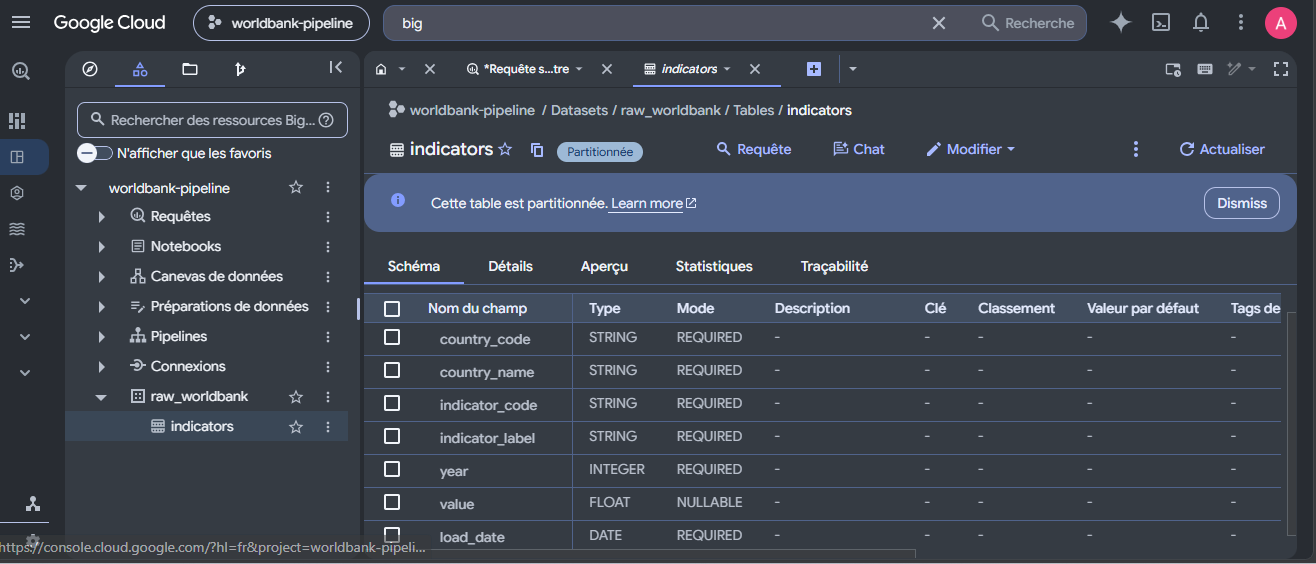 Google Cloud worldbank-pipeline big Recherche A
*Requête s...tre indicators
Rechercher des ressources Big...
N'afficher que les favoris
worldbank-pipeline
Requêtes
Notebooks
Canevas de données
Préparations de données
Pipelines
Connexions
raw_worldbank
indicators
worldbank-pipeline / Datasets / raw_worldbank / Tables / indicators
indicators Partitionnée Requête Chat Modifier Actualiser
Cette table est partitionnée. Learn more Dismiss
Schéma Détails Aperçu Statistiques Traçabilité
Nom du champ Type Mode Description Clé Classement Valeur par défaut Tags de
country_code STRING REQUIRED - - - - -
country_name STRING REQUIRED - - - - -
indicator_code STRING REQUIRED - - - - -
indicator_label STRING REQUIRED - - - - -
year INTEGER REQUIRED - - - - -
value FLOAT NULLABLE - - - - -
load_date DATE REQUIRED - - - - -
https://console.cloud.google.com/?hl=fr&project=worldbank-pipeli...